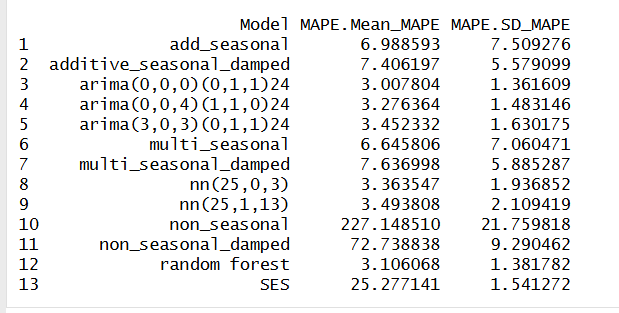 Model MAPE.Mean_MAPE MAPE.SD_MAPE
1 add_seasonal 6.988593 7.509276
2 additive_seasonal_damped 7.406197 5.579099
3 arima(0,0,0)(0,1,1)24 3.007804 1.361609
4 arima(0,0,4)(1,1,0)24 3.276364 1.483146
5 arima(3,0,3)(0,1,1)24 3.452332 1.630175
6 multi_seasonal 6.645806 7.060471
7 multi_seasonal_damped 7.636998 5.885287
8 nn(25,0,3) 3.363547 1.936852
9 nn(25,1,13) 3.493808 2.109419
10 non_seasonal 227.148510 21.759818
11 non_seasonal_damped 72.738838 9.290462
12 random forest 3.106068 1.381782
13 SES 25.277141 1.541272